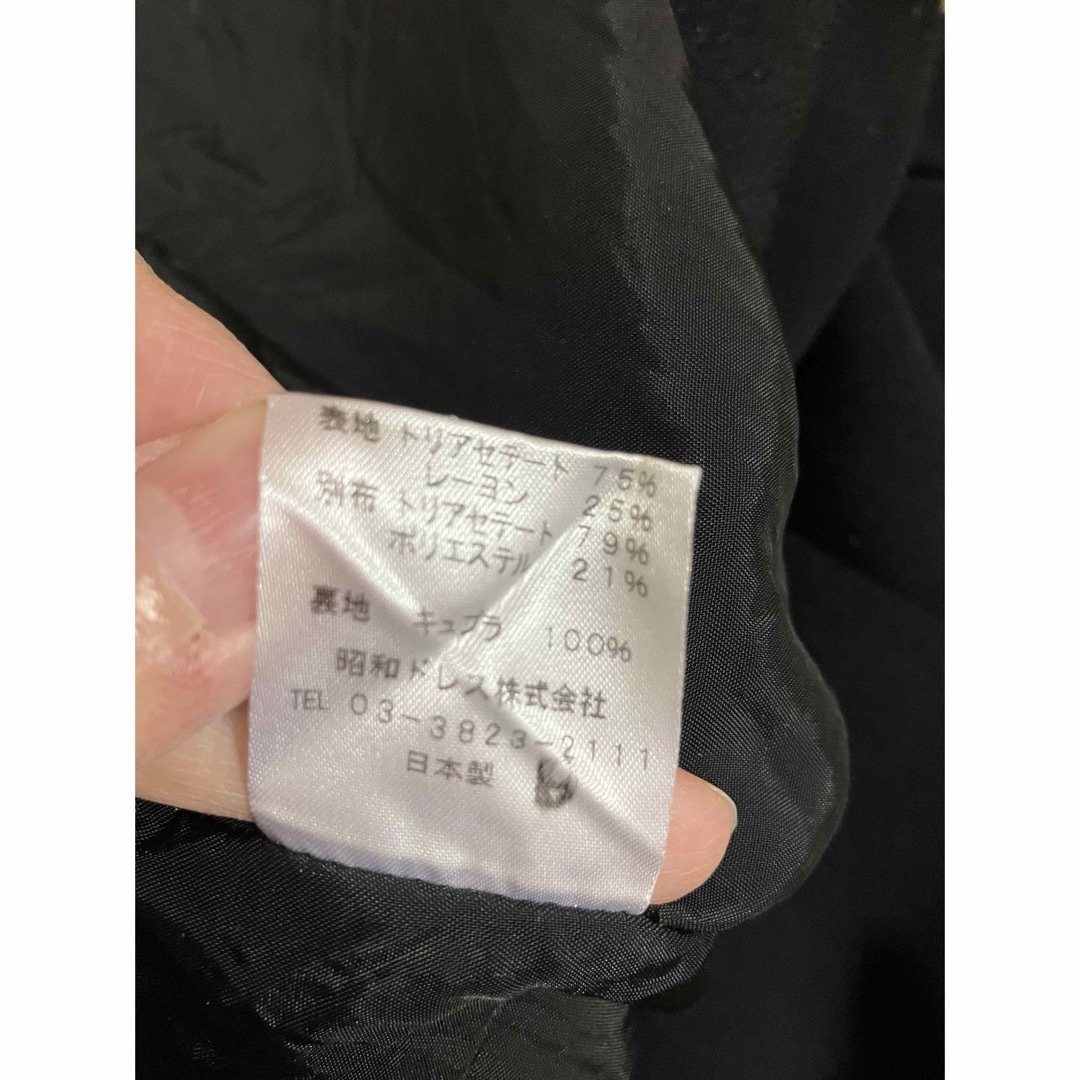 表地 トリアセテート 75%
レーヨン 25%
別布 トリアセテート 79%
ポリエステル 21%
裏地 キュプラ 100%
昭和ドレス株式会社
TEL 03-3823-2111
日本製